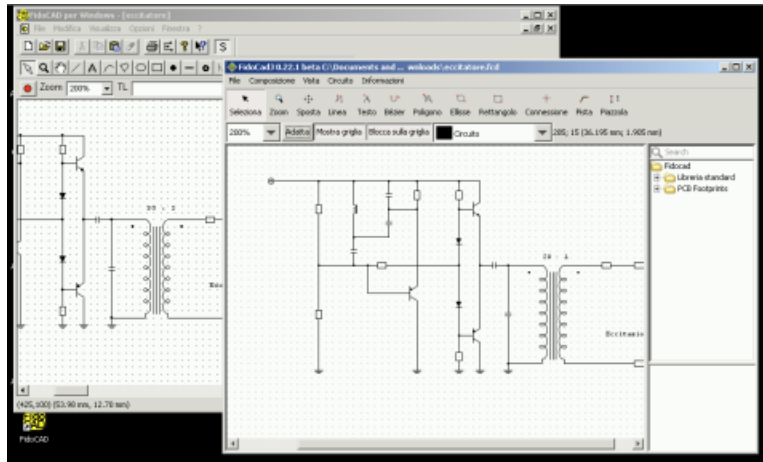 FidoCAD per Windows - [eccitatore]
File Modifica Visualizza Opzioni Finestra ?
S
Zoom 200% TL
20 : 1
(425,100) (53.98 mm, 12.70 mm)
FidoCAD
FidoCadJ 0.22.1 beta C:\Documents and ... wnloads\eccitatore.fcd
File Composizione Vista Circuito Informazioni
Seleziona Zoom Sposta Linea Testo Bézier Poligono Ellisse Rettangolo Connessione Pista Piazzola
200% Adatta Mostra griglia Blocca sulla griglia Circuito 285; 15 (36.195 mm; 1.905 mm)
Search
Fidocad
Libreria standard
PCB Footprints
20 : 1